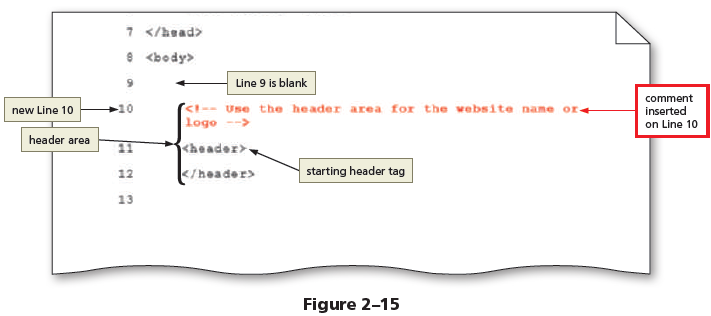 7 </head>
8 <body>
9
Line 9 is blank
new Line 10
10 <!-- Use the header area for the website name or
logo -->
comment
inserted
on Line 10
header area
11 <header>
starting header tag
12 </header>
13
Figure 2–15